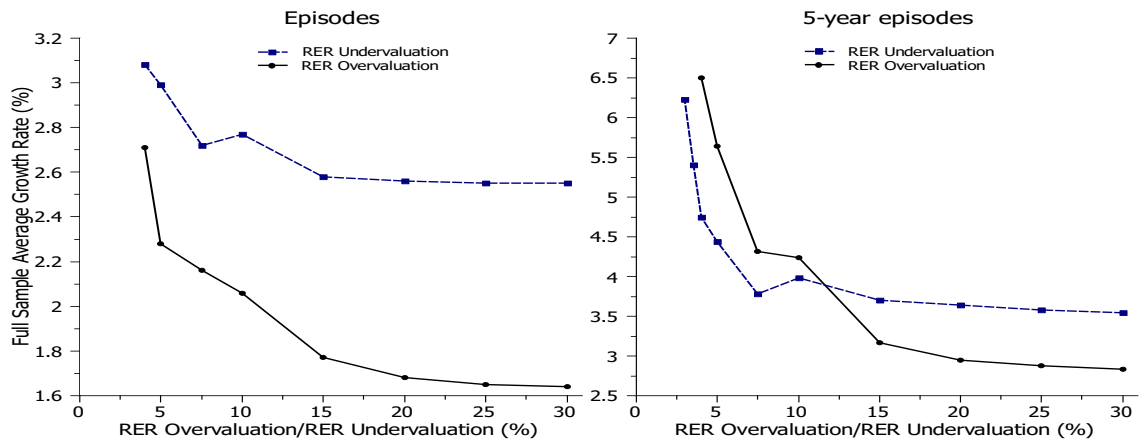 Episodes
3.2
3
2.8
2.6
2.4
2.2
2
1.8
1.6
Full Sample Average Growth Rate (%)
RER Undervaluation
RER Overvaluation
0 5 10 15 20 25 30
RER Overvaluation/RER Undervaluation (%)
5-year episodes
7
6.5
6
5.5
5
4.5
4
3.5
3
2.5
RER Undervaluation
RER Overvaluation
0 5 10 15 20 25 30
RER Overvaluation/RER Undervaluation (%)